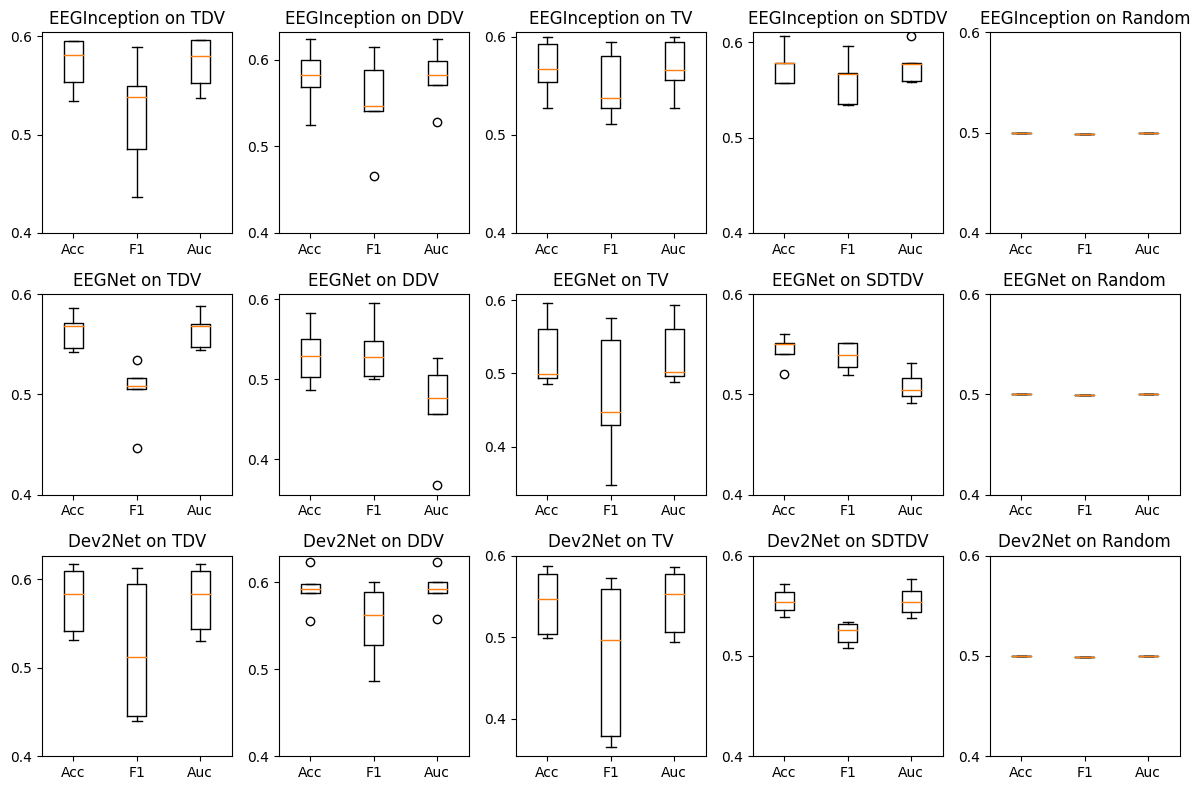 EEGInception on TDV
EEGInception on DDV
EEGInception on TV
EEGInception on SDTDV
EEGInception on Random
0.6
0.5
0.4
Acc F1 Auc
0.6
0.5
0.4
Acc F1 Auc
0.6
0.5
0.4
Acc F1 Auc
0.6
0.5
0.4
Acc F1 Auc
0.6
0.5
0.4
Acc F1 Auc
EEGNet on TDV
EEGNet on DDV
EEGNet on TV
EEGNet on SDTDV
EEGNet on Random
0.6
0.5
0.4
Acc F1 Auc
0.6
0.5
0.4
Acc F1 Auc
0.6
0.5
0.4
Acc F1 Auc
0.6
0.5
0.4
Acc F1 Auc
0.6
0.5
0.4
Acc F1 Auc
Dev2Net on TDV
Dev2Net on DDV
Dev2Net on TV
Dev2Net on SDTDV
Dev2Net on Random
0.6
0.5
0.4
Acc F1 Auc
0.6
0.5
0.4
Acc F1 Auc
0.6
0.5
0.4
Acc F1 Auc
0.6
0.5
0.4
Acc F1 Auc
0.6
0.5
0.4
Acc F1 Auc